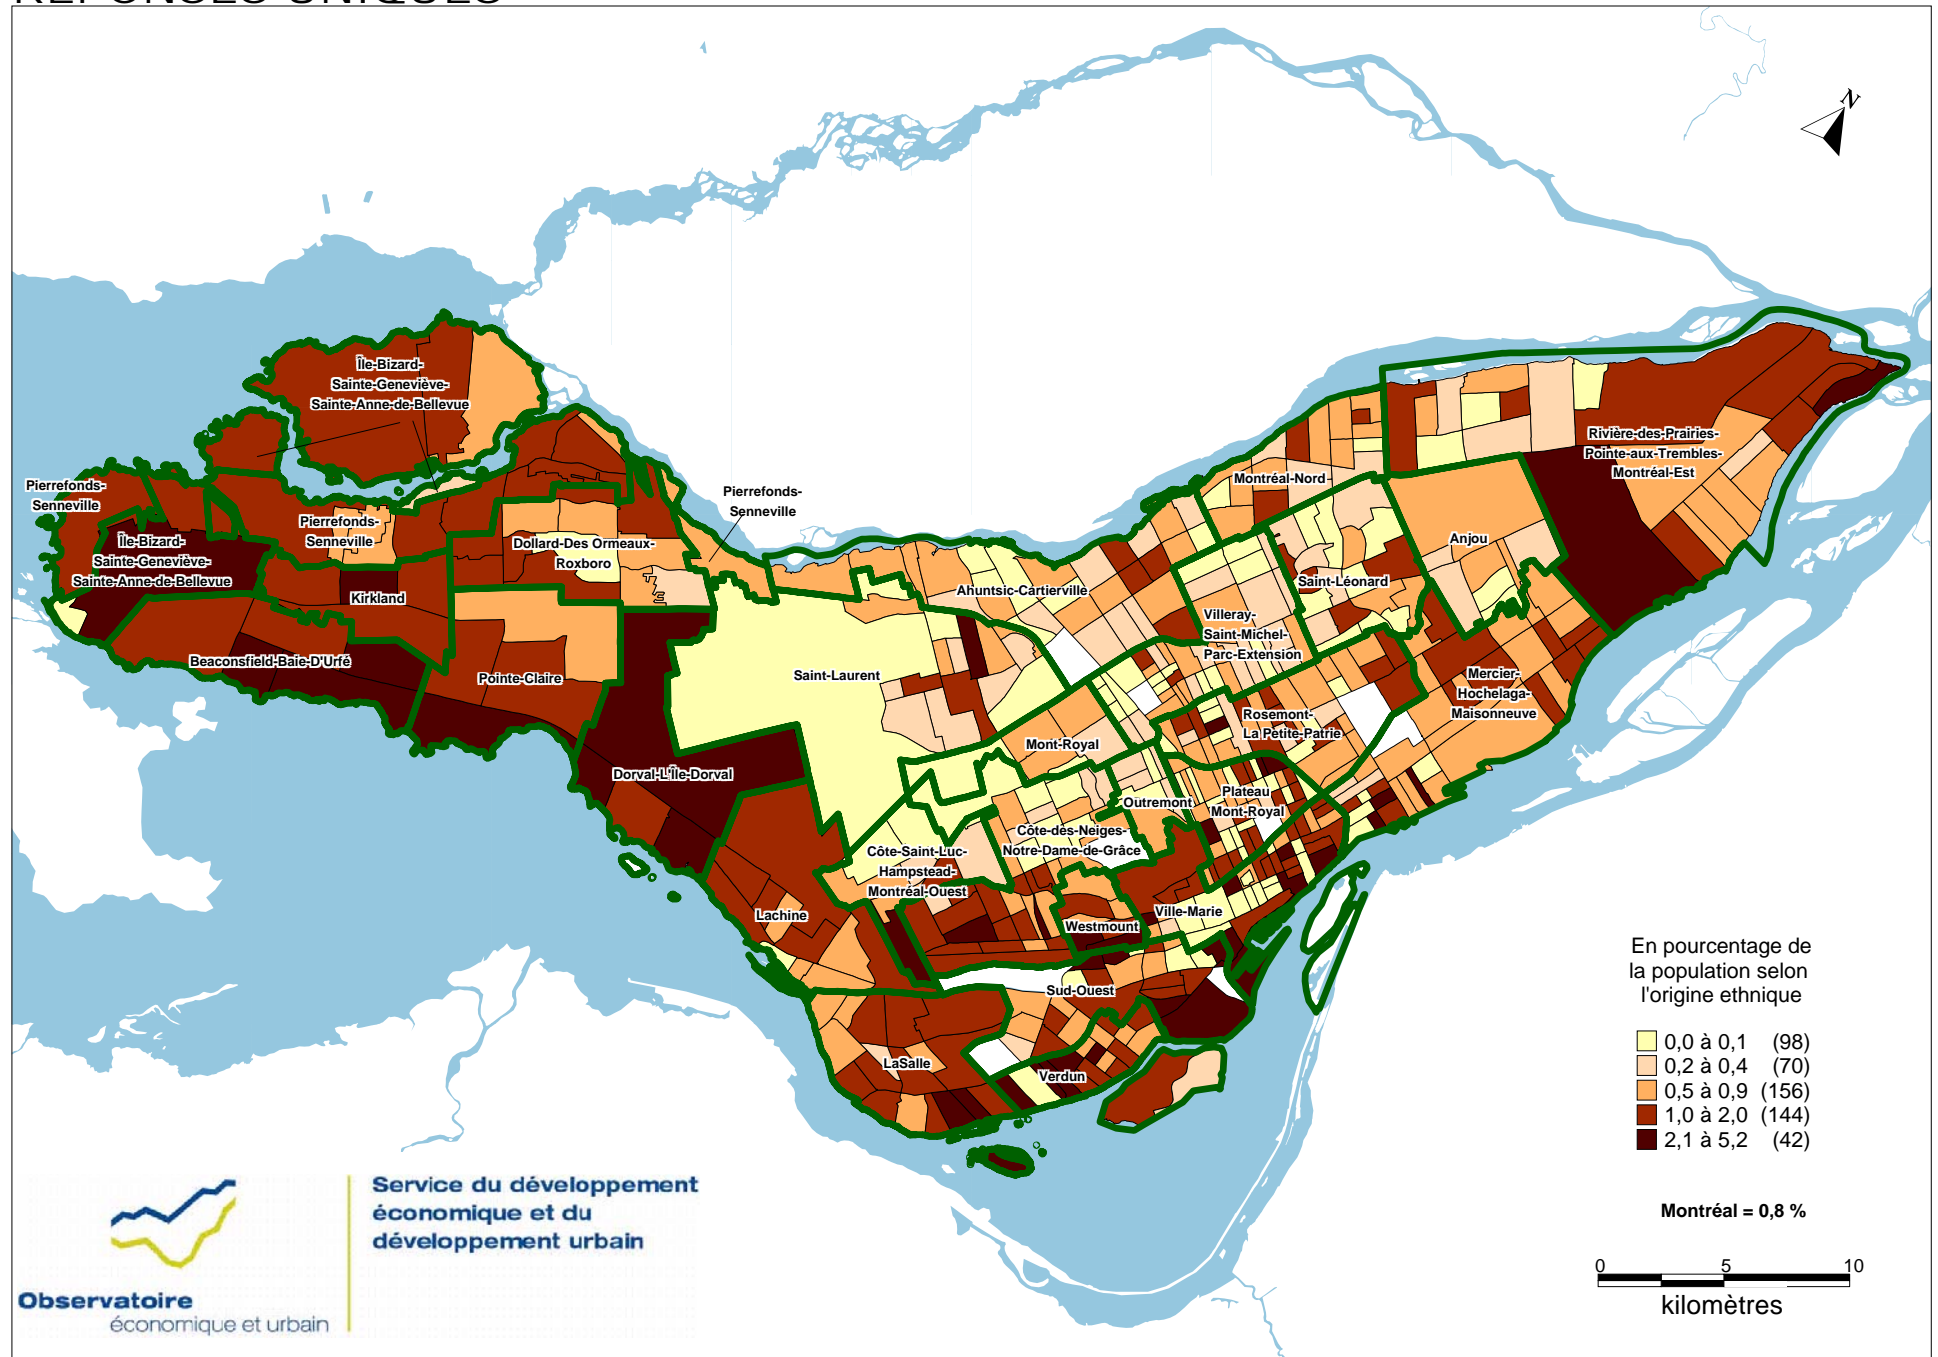 RÉPONSES UNIQUES
N
Île-Bizard-
Sainte-Geneviève-
Sainte-Anne-de-Bellevue
Pierrefonds-
Senneville
Pierrefonds-
Senneville
Pierrefonds-
Senneville
Île-Bizard-
Sainte-Geneviève-
Sainte-Anne-de-Bellevue
Dollard-Des Ormeaux-
Roxboro
Kirkland
Beaconsfield-Baie-D'Urfé
Pointe-Claire
Dorval-L'Île-Dorval
Saint-Laurent
Ahuntsic-Cartierville
Montréal-Nord
Rivière-des-Prairies-
Pointe-aux-Trembles-
Montréal-Est
Anjou
Saint-Léonard
Villeray-
Saint-Michel-
Parc-Extension
Mercier-
Hochelaga-
Maisonneuve
Rosemont-
La Petite-Patrie
Mont-Royal
Outremont
Plateau
Mont-Royal
Côte-des-Neiges-
Notre-Dame-de-Grâce
Côte-Saint-Luc-
Hampstead-
Montréal-Ouest
Lachine
Westmount
Ville-Marie
Sud-Ouest
LaSalle
Verdun
En pourcentage de
la population selon
l'origine ethnique
0,0 à 0,1 (98)
0,2 à 0,4 (70)
0,5 à 0,9 (156)
1,0 à 2,0 (144)
2,1 à 5,2 (42)
Montréal = 0,8 %
0 5 10
kilomètres
Service du développement
économique et du
développement urbain
Observatoire
économique et urbain